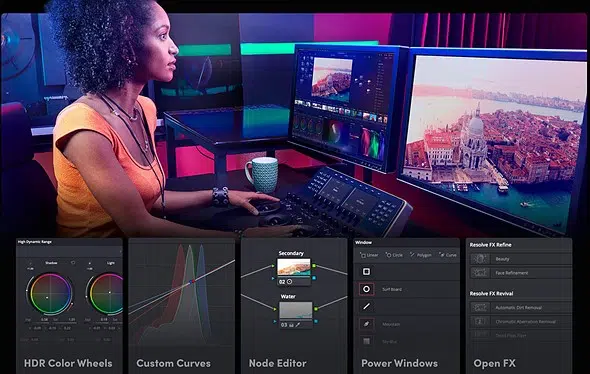 High Dynamic Range
Shadow
Light
HDR Color Wheels
Custom Curves
Secondary
02
Water
03
Node Editor
Window
Linear
Circle
Polygon
Curve
Surf Board
Power Windows
Resolve FX Refine
Beauty
Face Refinement
Resolve FX Revival
Automatic Dirt Removal
Chromatic Aberration Removal
Open FX